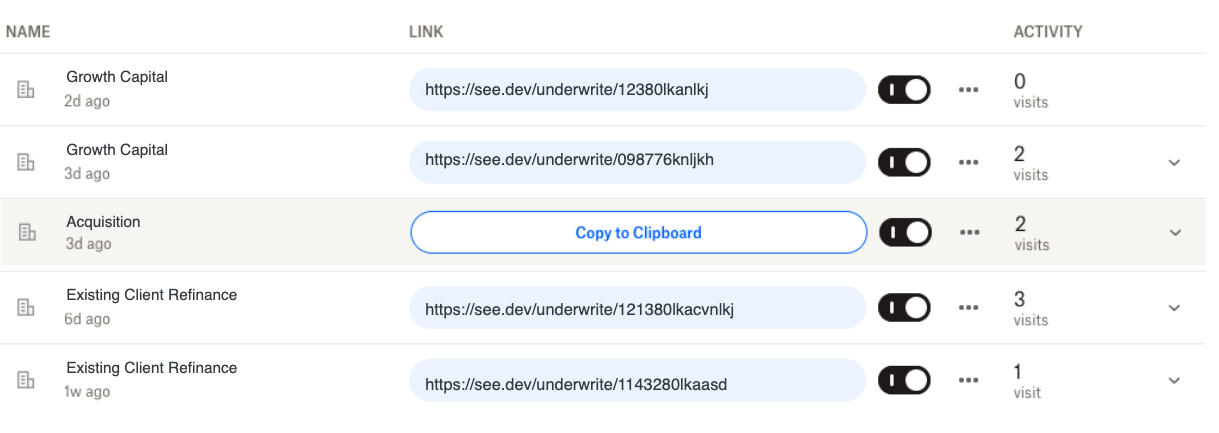 NAME LINK ACTIVITY
Growth Capital https://see.dev/underwrite/12380lkanlkj 0
2d ago visits
Growth Capital https://see.dev/underwrite/098776knljkh 2
3d ago visits
Acquisition Copy to Clipboard 2
3d ago visits
Existing Client Refinance https://see.dev/underwrite/121380lkacvnlkj 3
6d ago visits
Existing Client Refinance https://see.dev/underwrite/1143280lkaasd 1
1w ago visit